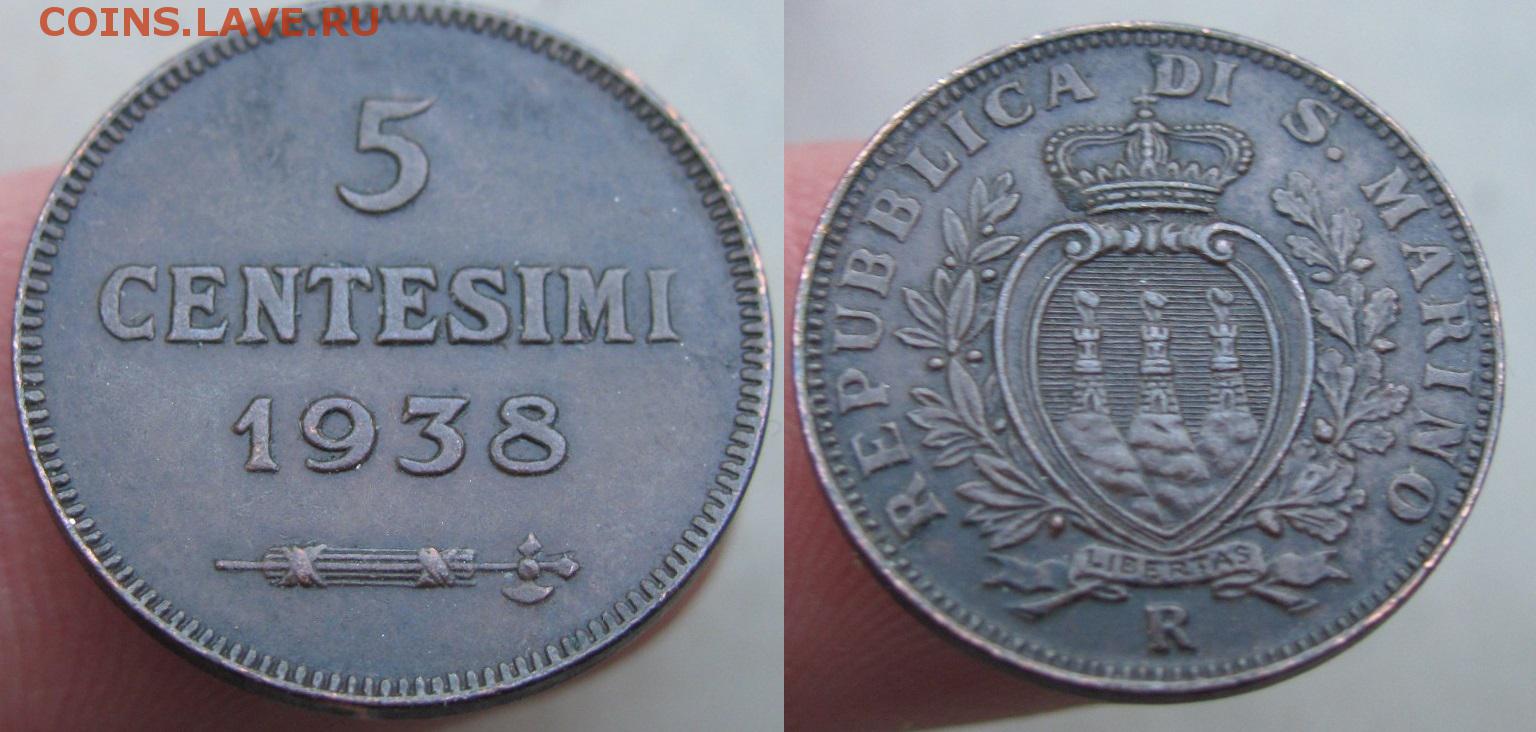 COINS.LAVE.RU
5
CENTESIMI
1938
REPUBBLICA DI S. MARINO
LIBERTAS
R